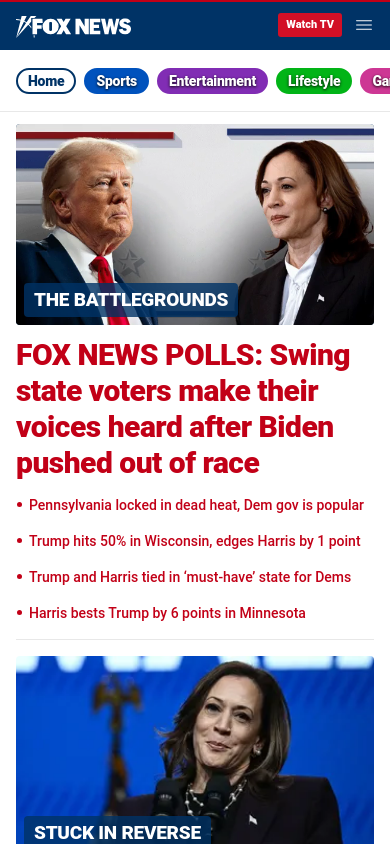 FOX NEWS
Watch TV
Home
Sports
Entertainment
Lifestyle
THE BATTLEGROUNDS
FOX NEWS POLLS: Swing
state voters make their
voices heard after Biden
pushed out of race
• Pennsylvania locked in dead heat, Dem gov is popular
• Trump hits 50% in Wisconsin, edges Harris by 1 point
• Trump and Harris tied in ‘must-have’ state for Dems
• Harris bests Trump by 6 points in Minnesota
STUCK IN REVERSE